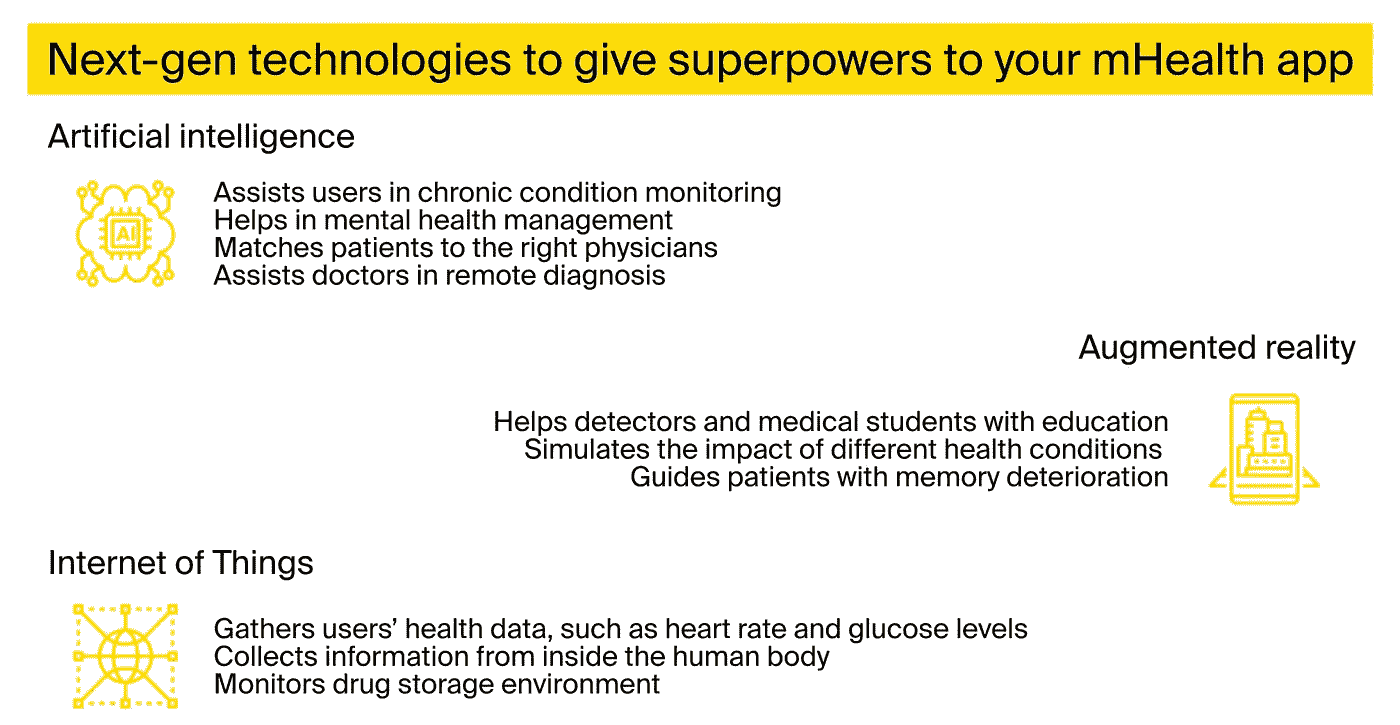 Next-gen technologies to give superpowers to your mHealth app
Artificial intelligence
AI
Assists users in chronic condition monitoring
Helps in mental health management
Matches patients to the right physicians
Assists doctors in remote diagnosis
Augmented reality
Helps detectors and medical students with education
Simulates the impact of different health conditions
Guides patients with memory deterioration
Internet of Things
Gathers users’ health data, such as heart rate and glucose levels
Collects information from inside the human body
Monitors drug storage environment